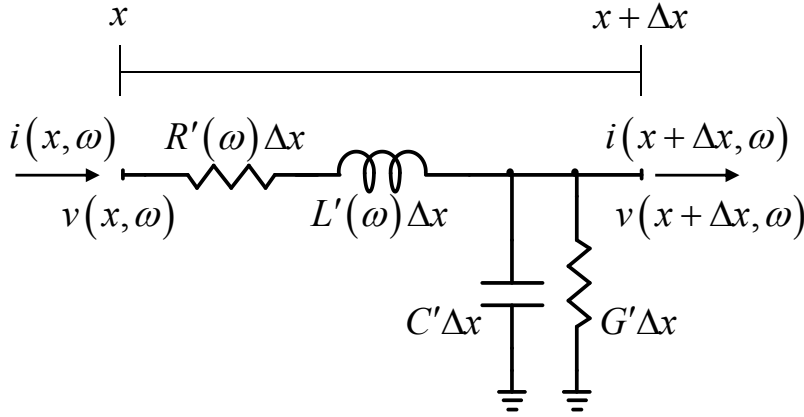 x x + Δx
i(x,ω) R′(ω)Δx i(x + Δx,ω)
v(x,ω) L′(ω)Δx v(x + Δx,ω)
C′Δx G′Δx